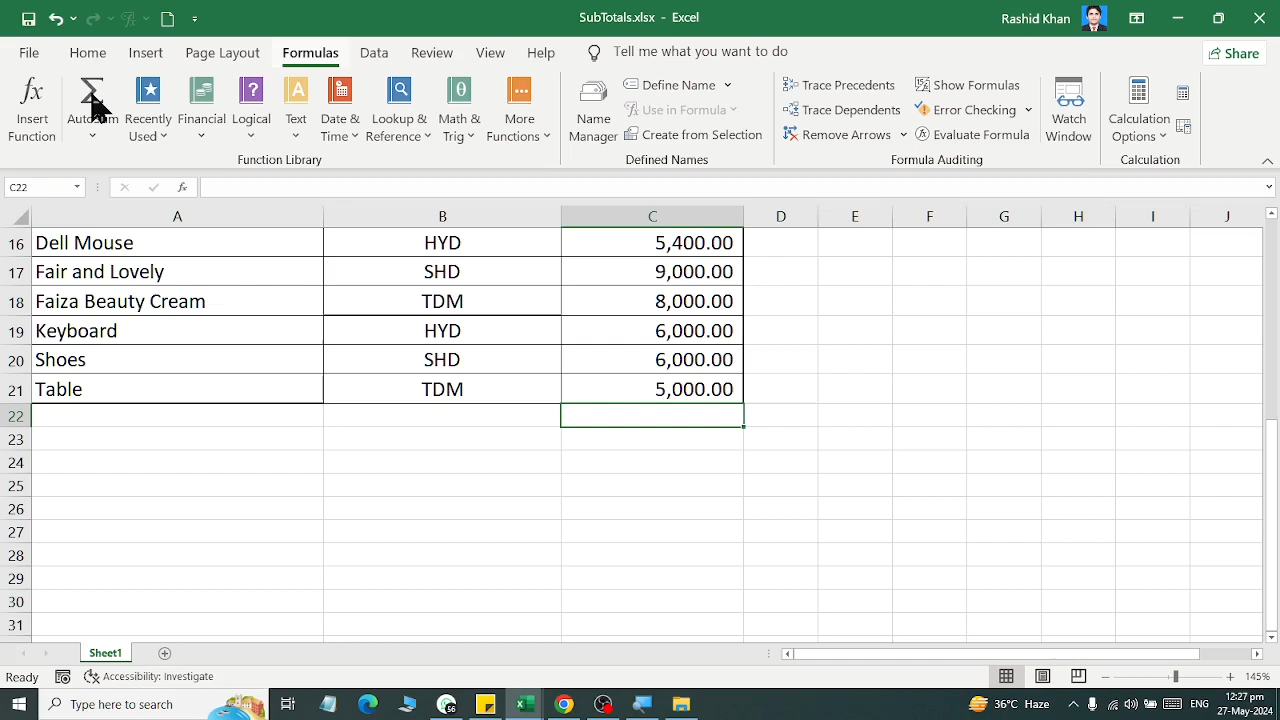 SubTotals.xlsx - Excel
Rashid Khan
File Home Insert Page Layout Formulas Data Review View Help Tell me what you want to do Share
Insert Function
Recently Used
Financial
Logical
Text
Date & Time
Lookup & Reference
Math & Trig
More Functions
Function Library
Name Manager
Define Name
Use in Formula
Create from Selection
Defined Names
Trace Precedents
Trace Dependents
Remove Arrows
Show Formulas
Error Checking
Evaluate Formula
Formula Auditing
Watch Window
Calculation Options
Calculation
C22 fx
A B C D E F G H I J
16 Dell Mouse HYD 5,400.00
17 Fair and Lovely SHD 9,000.00
18 Faiza Beauty Cream TDM 8,000.00
19 Keyboard HYD 6,000.00
20 Shoes SHD 6,000.00
21 Table TDM 5,000.00
22
23
24
25
26
27
28
29
30
31
Sheet1
Ready Accessibility: Investigate 145%
Type here to search 38°C Haze ENG 12:27 pm
27-May-2024